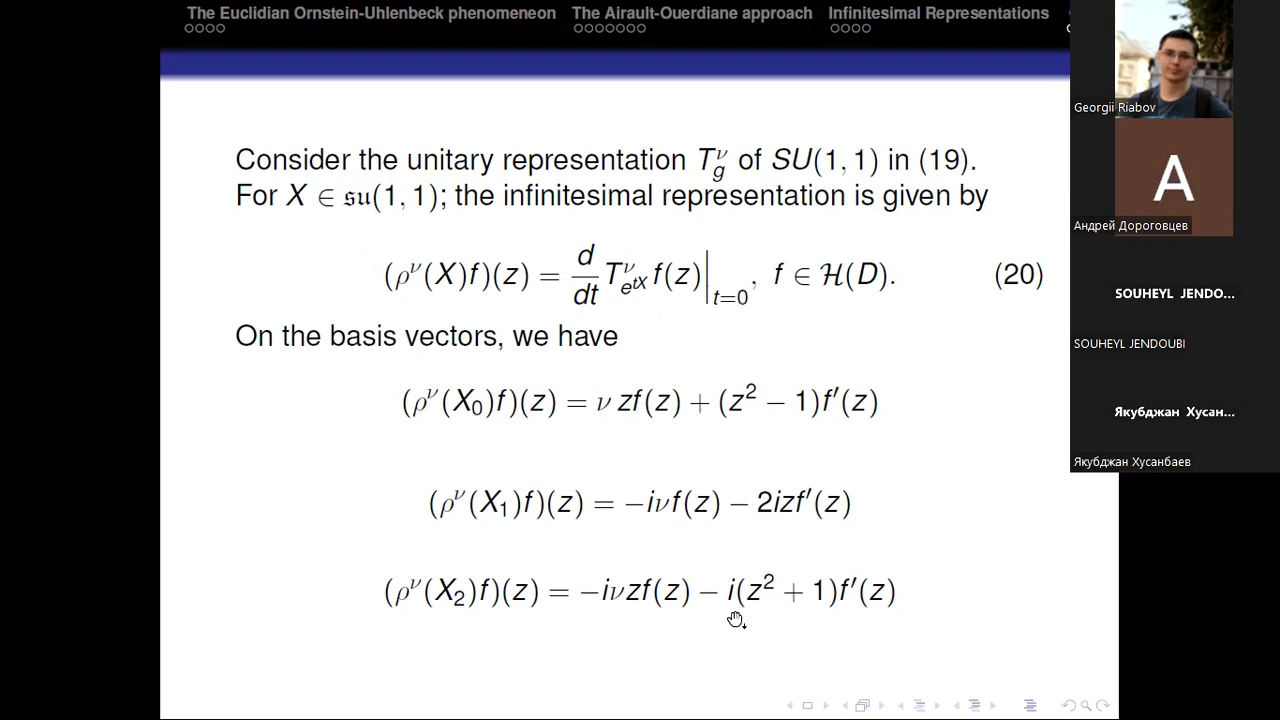 The Euclidian Ornstein-Uhlenbeck phenomeneon The Airault-Ouerdiane approach Infinitesimal Representations
Consider the unitary representation T_g^ν of SU(1, 1) in (19).
For X ∈ 𝔰𝔲(1, 1); the infinitesimal representation is given by
(ρ^ν(X)f)(z) = d/dt T^ν_{e^{tX}} f(z)|_{t=0}, f ∈ ℋ(D). (20)
On the basis vectors, we have
(ρ^ν(X_0)f)(z) = ν zf(z) + (z^2 − 1)f′(z)
(ρ^ν(X_1)f)(z) = −iνf(z) − 2izf′(z)
(ρ^ν(X_2)f)(z) = −iνzf(z) − i(z^2 + 1)f′(z)
Georgii Riabov
A
Андрей Дороговцев
SOUHEYL JENDO...
SOUHEYL JENDOUBI
Якубджан Хусан...
Якубджан Хусанбаев